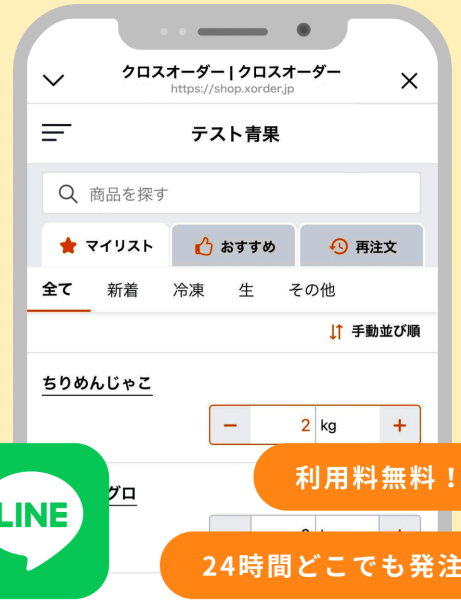 クロスオーダー | クロスオーダー
https://shop.xorder.jp
テスト青果
商品を探す
マイリスト おすすめ 再注文
全て 新着 冷凍 生 その他
手動並び順
ちりめんじゃこ
− 2 kg +
グロ
LINE
利用料無料！
24時間どこでも発注